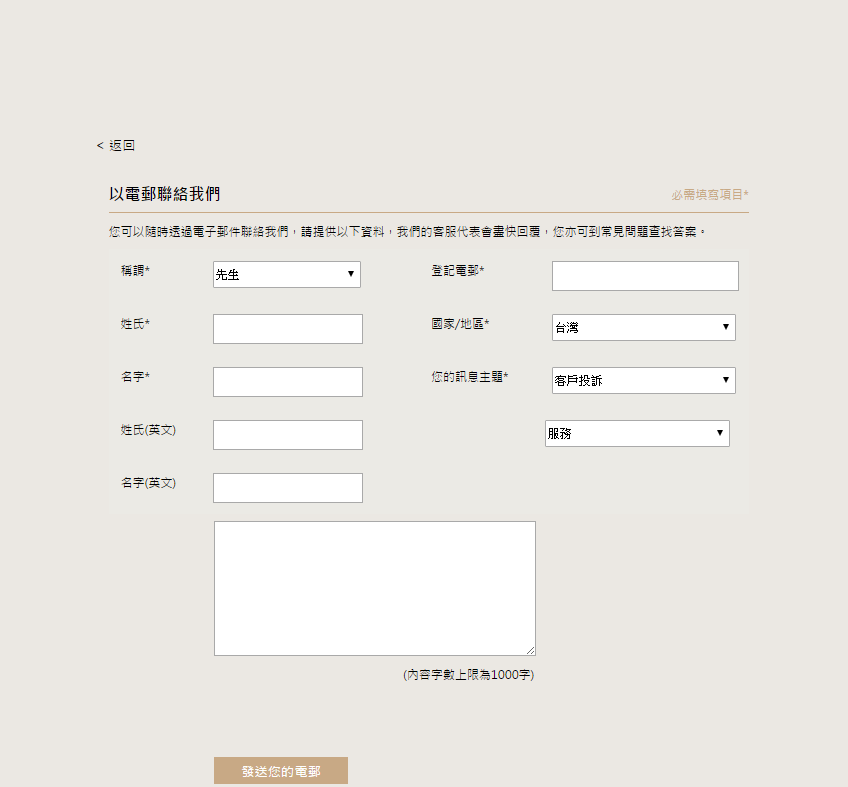 < 返回
以電郵聯絡我們 必需填寫項目*
您可以隨時透過電子郵件聯絡我們，請提供以下資料，我們的客服代表會盡快回覆，您亦可到常見問題查找答案。
稱謂* 先生 登記電郵*
姓氏* 國家/地區* 台灣
名字* 您的訊息主題* 客戶投訴
姓氏(英文) 服務
名字(英文)
(內容字數上限為1000字)
發送您的電郵